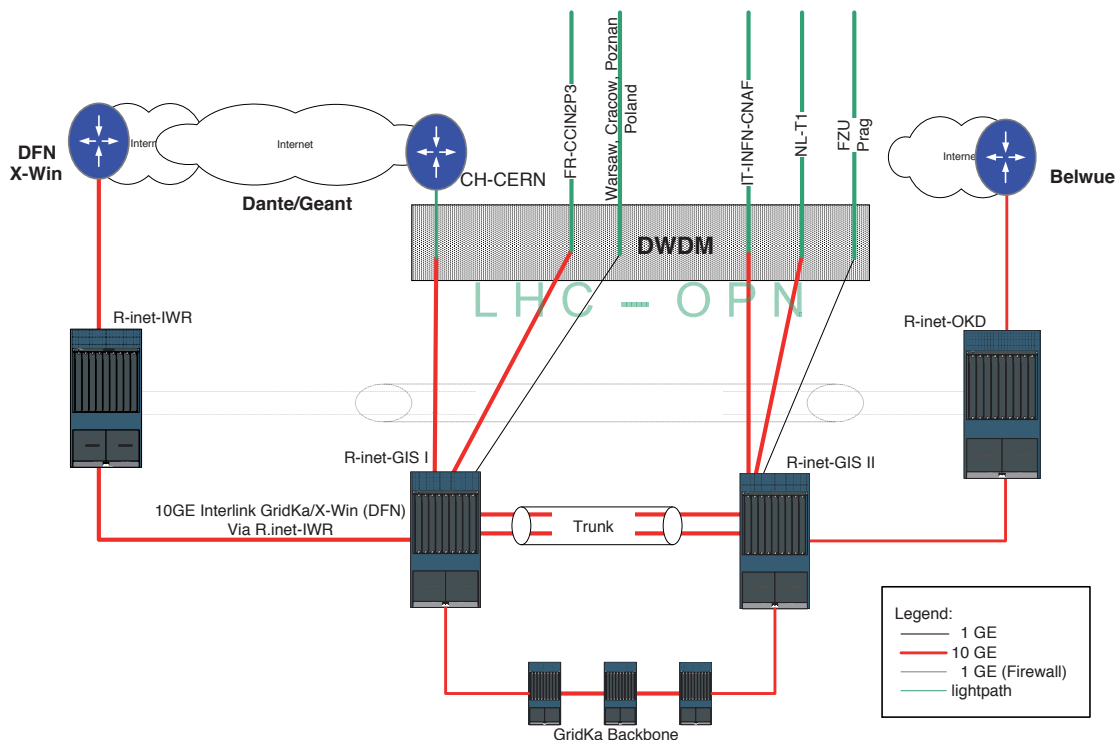 FR-CCIN2P3
Warsaw, Cracow, Poznan
Poland
IT-INFN-CNAF
NL-T1
FZU
Prag
DFN
X-Win
Intern
Internet
Dante/Geant
CH-CERN
Internet
Belwue
DWDM
LHC-OPN
R-inet-IWR
R-inet-OKD
R-inet-GIS I
R-inet-GIS II
10GE Interlink GridKa/X-Win (DFN)
Via R.inet-IWR
Trunk
Legend:
1 GE
10 GE
1 GE (Firewall)
lightpath
GridKa Backbone